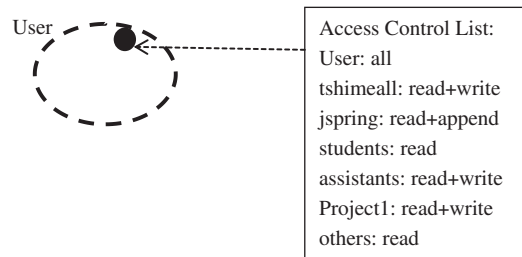 User
Access Control List:
User: all
tshimeall: read+write
jspring: read+append
students: read
assistants: read+write
Project1: read+write
others: read